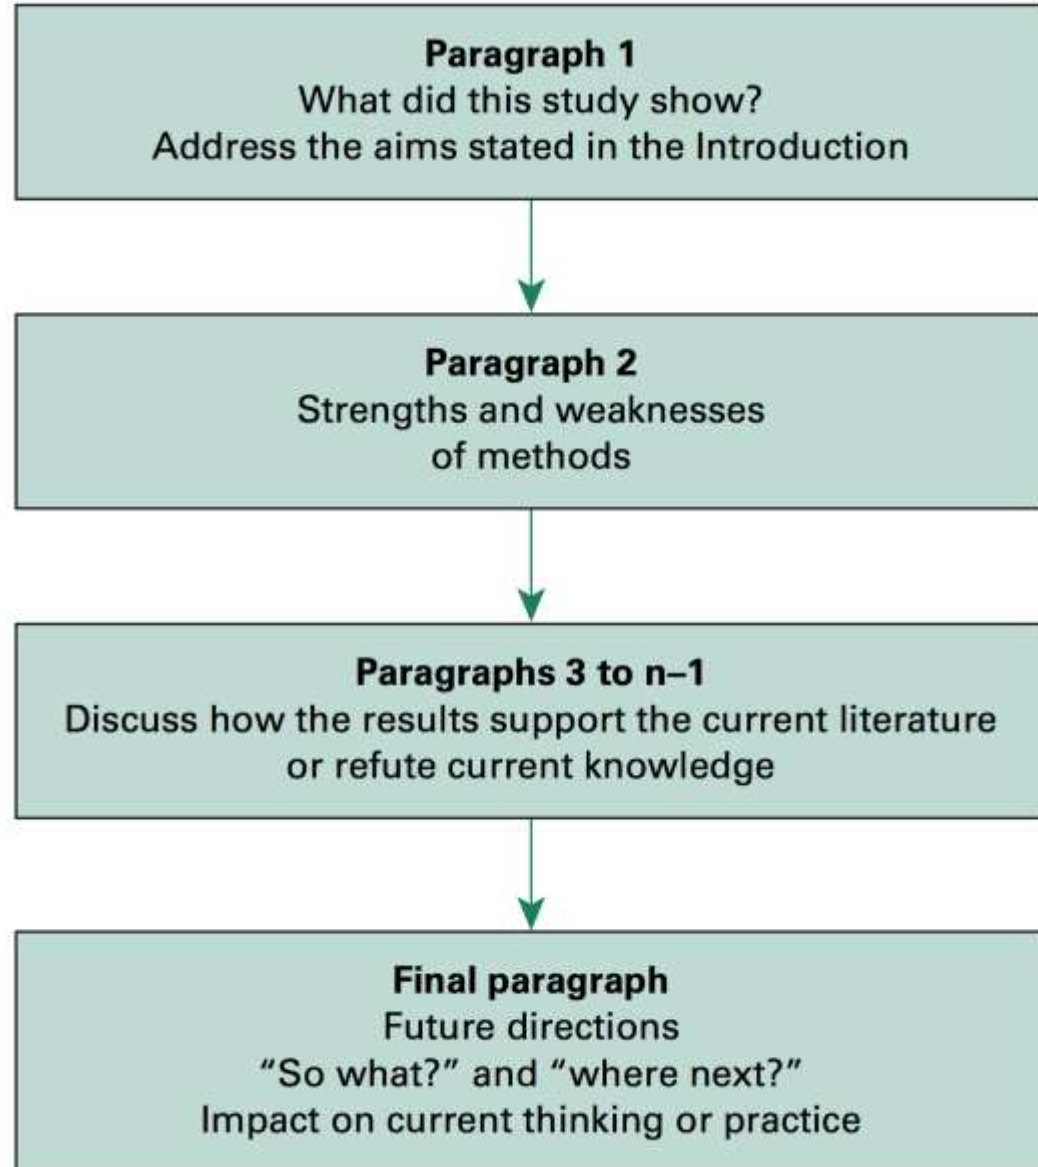 Paragraph 1
What did this study show?
Address the aims stated in the Introduction
Paragraph 2
Strengths and weaknesses
of methods
Paragraphs 3 to n–1
Discuss how the results support the current literature
or refute current knowledge
Final paragraph
Future directions
“So what?” and “where next?”
Impact on current thinking or practice